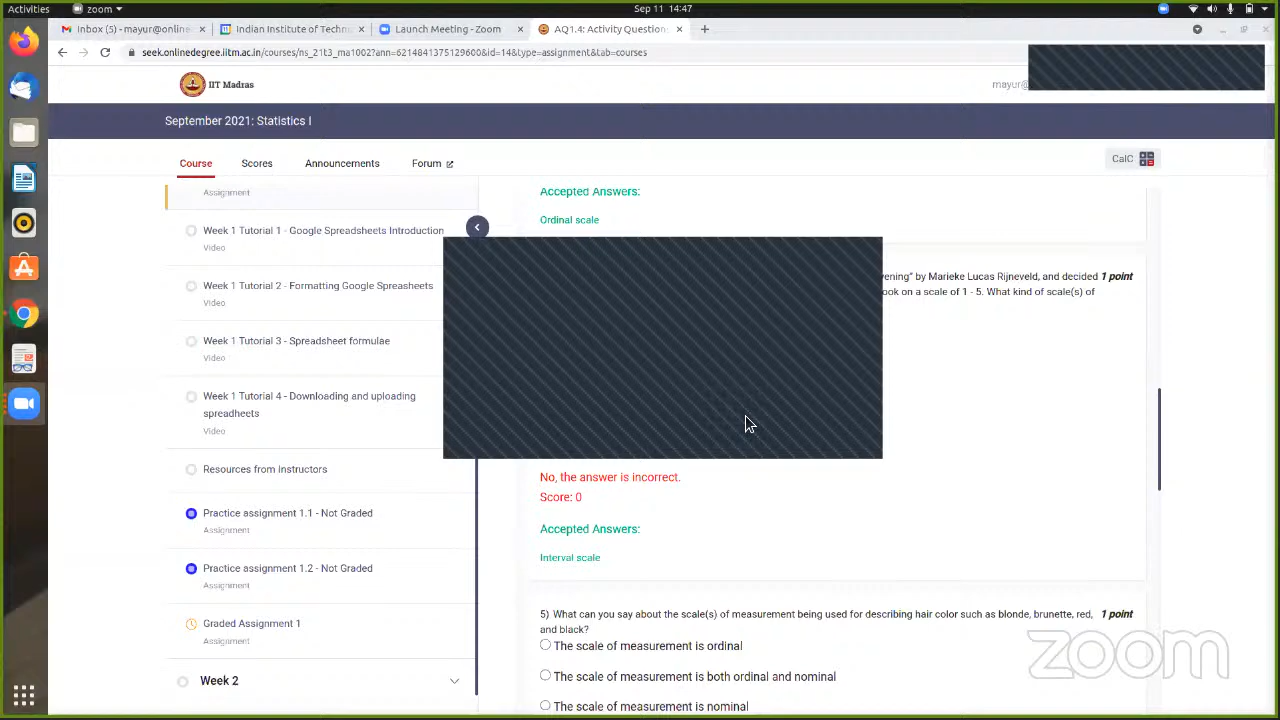 Activities
zoom
Sep 11 14:47
Inbox (5) - mayur@online
Indian Institute of Techn
Launch Meeting - Zoom
AQ1.4: Activity Question
seek.onlinedegree.iitm.ac.in/courses/ns_21t3_ma1002?ann=6214841375129600&id=14&type=assignment&tab=courses
IIT Madras
mayur@
September 2021: Statistics I
Course
Scores
Announcements
Forum
CalC
Assignment
Week 1 Tutorial 1 - Google Spreadsheets Introduction
Video
Week 1 Tutorial 2 - Formatting Google Spreasheets
Video
Week 1 Tutorial 3 - Spreadsheet formulae
Video
Week 1 Tutorial 4 - Downloading and uploading
spreadheets
Video
Resources from Instructors
Practice assignment 1.1 - Not Graded
Assignment
Practice assignment 1.2 - Not Graded
Assignment
Graded Assignment 1
Assignment
Week 2
Accepted Answers:
Ordinal scale
vening" by Marieke Lucas Rijneveld, and decided 1 point
ook on a scale of 1 - 5. What kind of scale(s) of
No, the answer is incorrect.
Score: 0
Accepted Answers:
Interval scale
5) What can you say about the scale(s) of measurement being used for describing hair color such as blonde, brunette, red, 1 point
and black?
The scale of measurement is ordinal
The scale of measurement is both ordinal and nominal
The scale of measurement is nominal
zoom